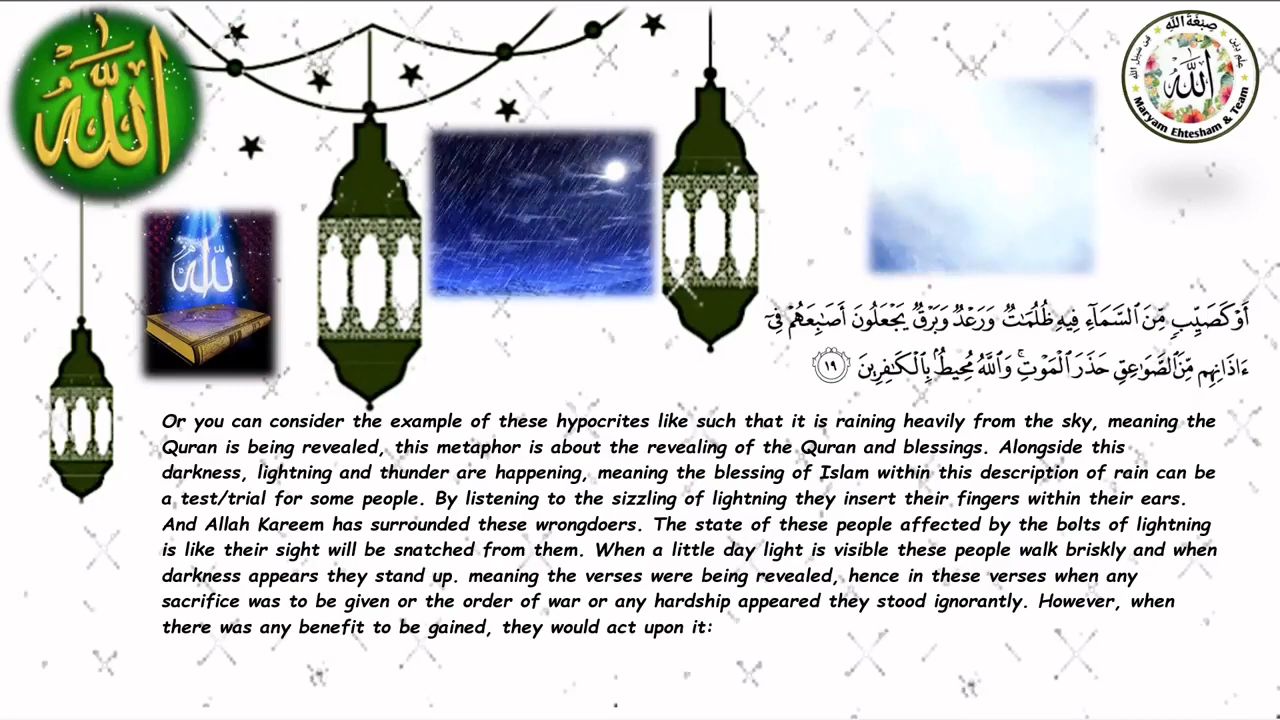 الله
صِبْغَةَ اللَّهِ
فی سبیل اللہ
علم دین
الله
Maryam Ehtesham & Team
الله
أَوْ كَصَيِّبٍ مِّنَ ٱلسَّمَآءِ فِيهِ ظُلُمَـٰتٌ وَرَعْدٌ وَبَرْقٌ يَجْعَلُونَ أَصَـٰبِعَهُمْ فِىٓ
ءَاذَانِهِم مِّنَ ٱلصَّوَٰعِقِ حَذَرَ ٱلْمَوْتِ ۚ وَٱللَّهُ مُحِيطٌۢ بِٱلْكَـٰفِرِينَ ١٩
Or you can consider the example of these hypocrites like such that it is raining heavily from the sky, meaning the
Quran is being revealed, this metaphor is about the revealing of the Quran and blessings. Alongside this
darkness, lightning and thunder are happening, meaning the blessing of Islam within this description of rain can be
a test/trial for some people. By listening to the sizzling of lightning they insert their fingers within their ears.
And Allah Kareem has surrounded these wrongdoers. The state of these people affected by the bolts of lightning
is like their sight will be snatched from them. When a little day light is visible these people walk briskly and when
darkness appears they stand up. meaning the verses were being revealed, hence in these verses when any
sacrifice was to be given or the order of war or any hardship appeared they stood ignorantly. However, when
there was any benefit to be gained, they would act upon it: